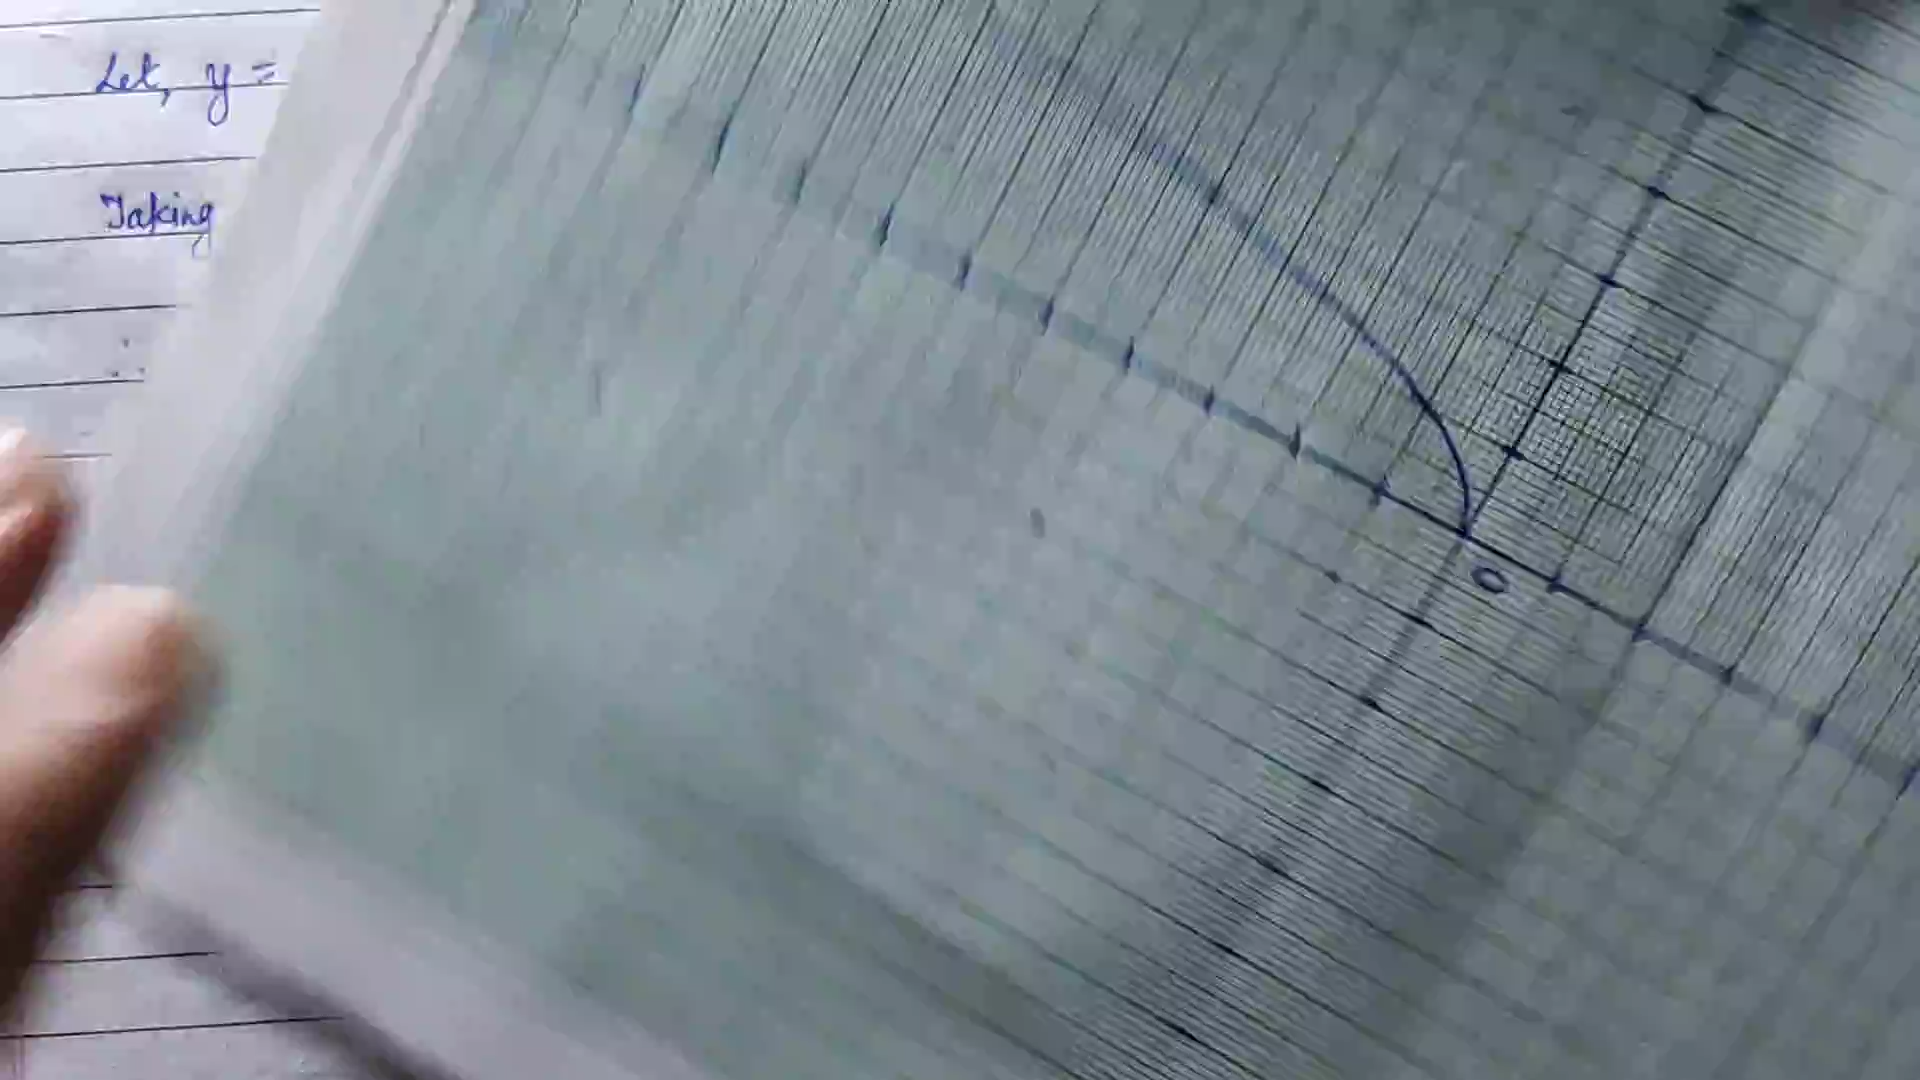 Let, y =
Taking
∴
O